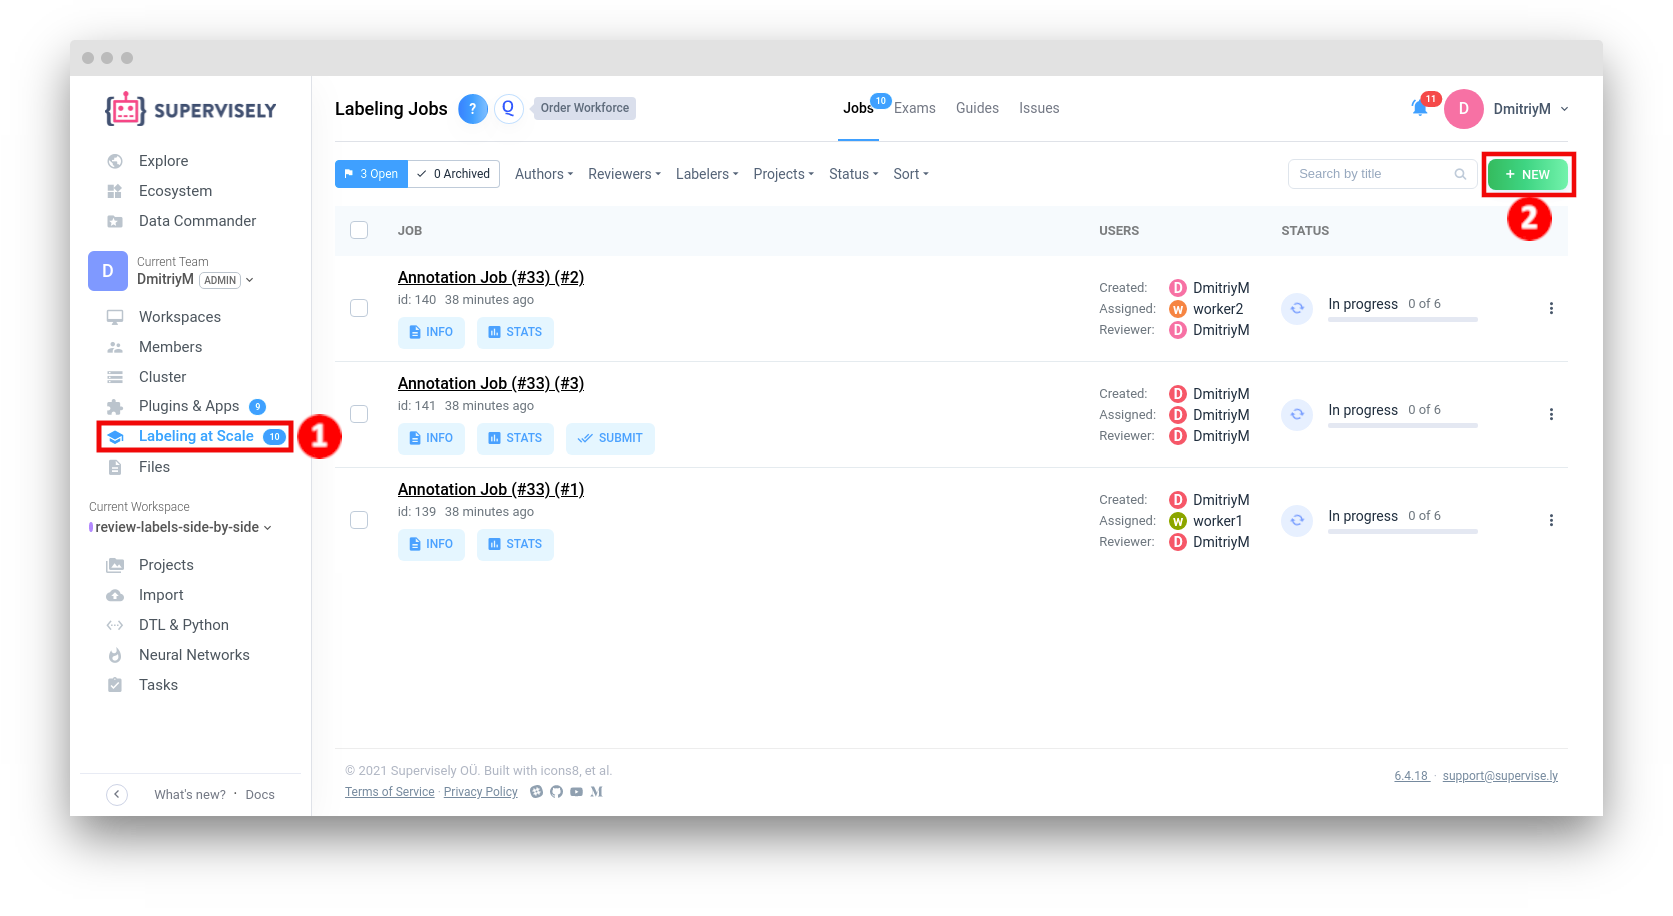 SUPERVISELY
Explore
Ecosystem
Data Commander
D
Current Team
DmitriyM ADMIN
Workspaces
Members
Cluster
Plugins & Apps 9
Labeling at Scale 10
1
Files
Current Workspace
review-labels-side-by-side
Projects
Import
DTL & Python
Neural Networks
Tasks
What's new? · Docs
Labeling Jobs ? Q Order Workforce
Jobs 10 Exams Guides Issues
11 D DmitriyM
3 Open 0 Archived Authors Reviewers Labelers Projects Status Sort
Search by title
+ NEW
2
JOB USERS STATUS
Annotation Job (#33) (#2)
id: 140 38 minutes ago
INFO STATS
Created: D DmitriyM
Assigned: W worker2
Reviewer: D DmitriyM
In progress 0 of 6
Annotation Job (#33) (#3)
id: 141 38 minutes ago
INFO STATS SUBMIT
Created: D DmitriyM
Assigned: D DmitriyM
Reviewer: D DmitriyM
In progress 0 of 6
Annotation Job (#33) (#1)
id: 139 38 minutes ago
INFO STATS
Created: D DmitriyM
Assigned: W worker1
Reviewer: D DmitriyM
In progress 0 of 6
© 2021 Supervisely OÜ. Built with icons8, et al.
Terms of Service · Privacy Policy
6.4.18 · support@supervise.ly